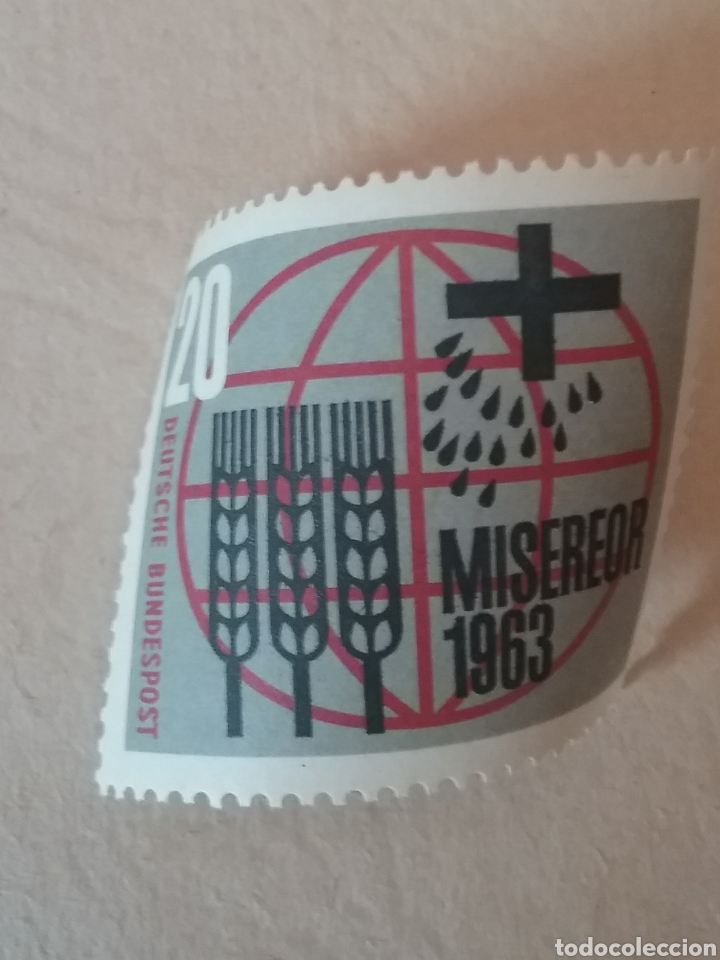 20
DEUTSCHE BUNDESPOST
MISEREOR
1963
todocoleccion